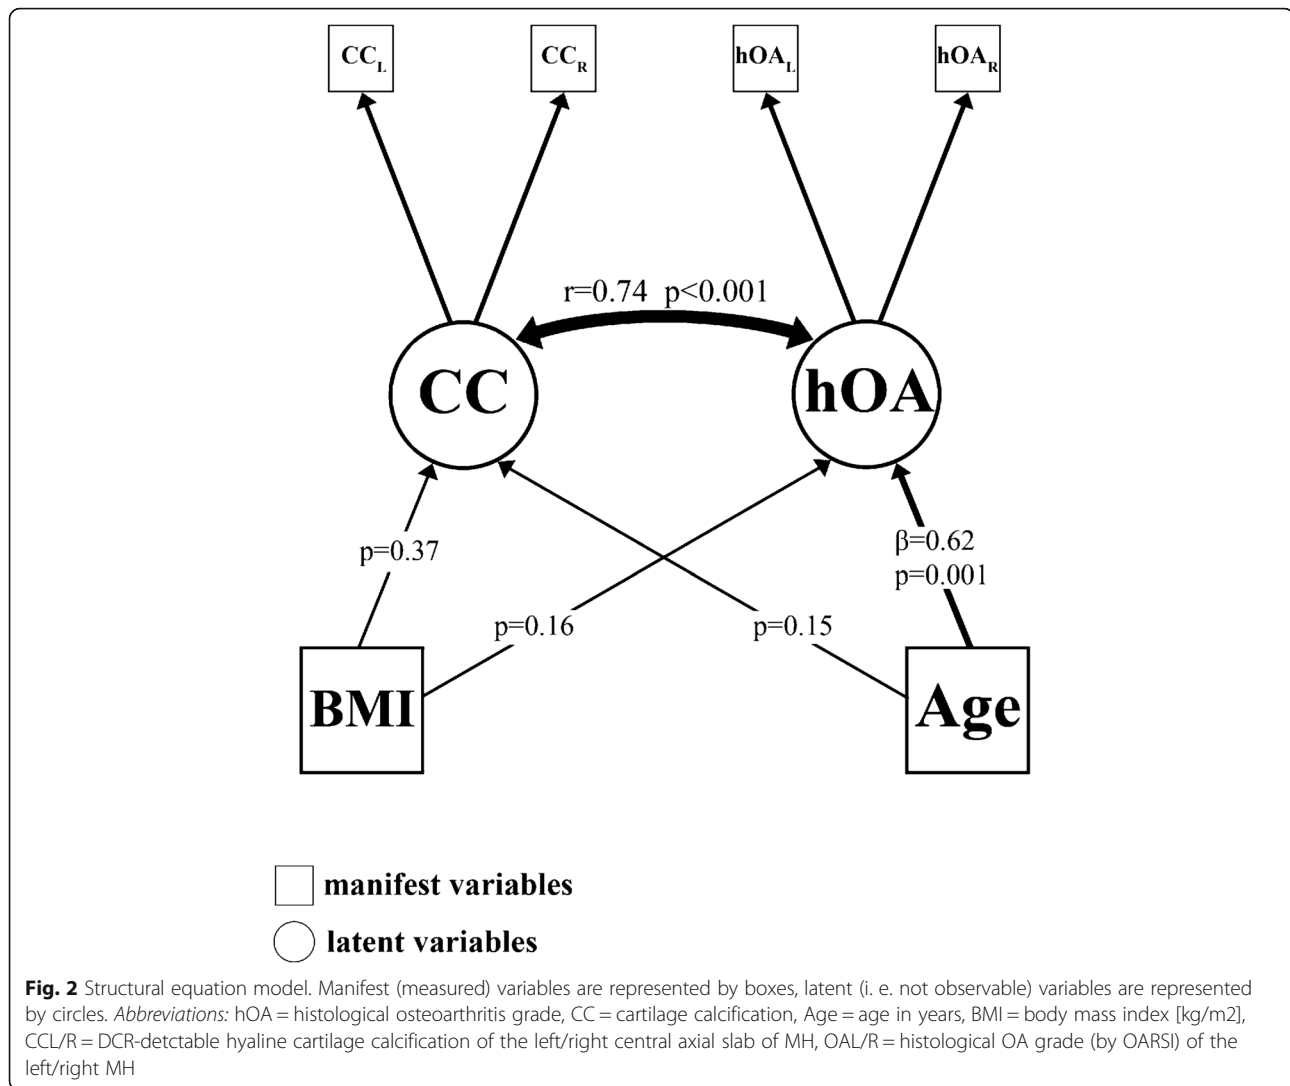 CCL CCR hOAL hOAR
r=0.74 p<0.001
CC hOA
β=0.62
p=0.37
p=0.001
p=0.16 p=0.15
BMI Age
manifest variables
latent variables
Fig. 2 Structural equation model. Manifest (measured) variables are represented by boxes, latent (i. e. not observable) variables are represented
by circles. Abbreviations: hOA = histological osteoarthritis grade, CC = cartilage calcification, Age = age in years, BMI = body mass index [kg/m2],
CCL/R = DCR-detctable hyaline cartilage calcification of the left/right central axial slab of MH, OAL/R = histological OA grade (by OARSI) of the
left/right MH